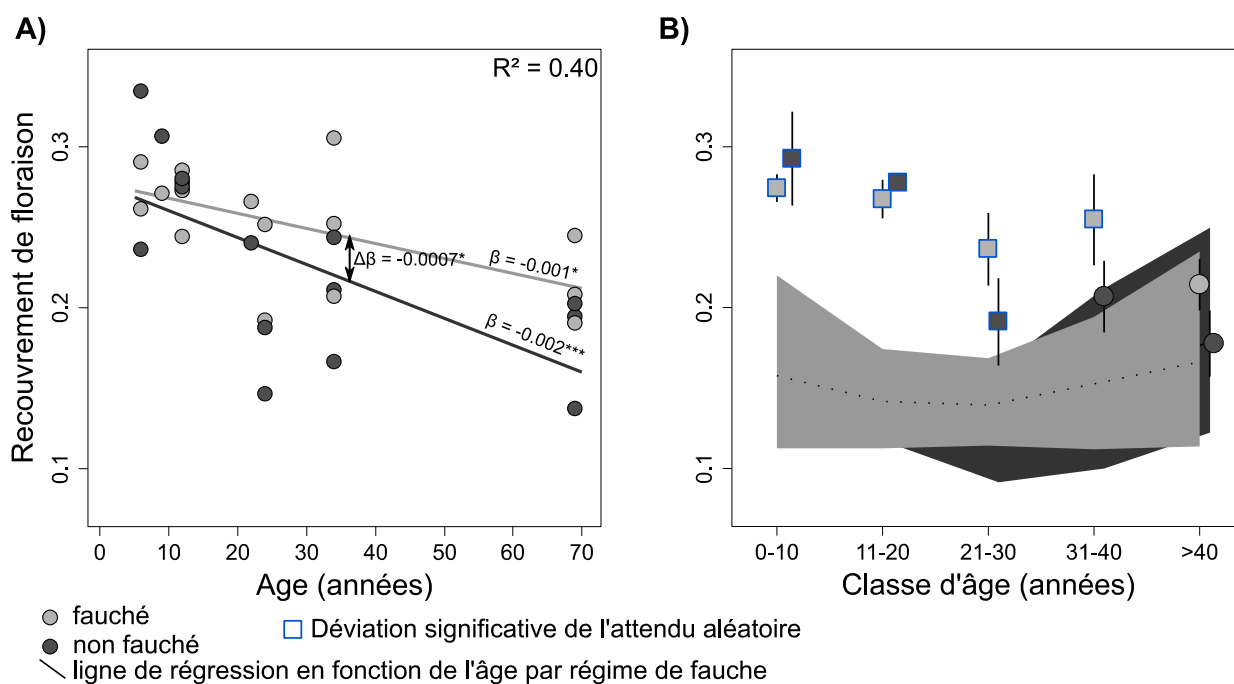 A)
R² = 0.40
Recouvrement de floraison
0.3
0.2
0.1
Δβ = -0.0007*
β = -0.001*
β = -0.002***
0 10 20 30 40 50 60 70
Age (années)
B)
0.3
0.2
0.1
0-10 11-20 21-30 31-40 >40
Classe d'âge (années)
fauché
non fauché
Déviation significative de l'attendu aléatoire
ligne de régression en fonction de l'âge par régime de fauche